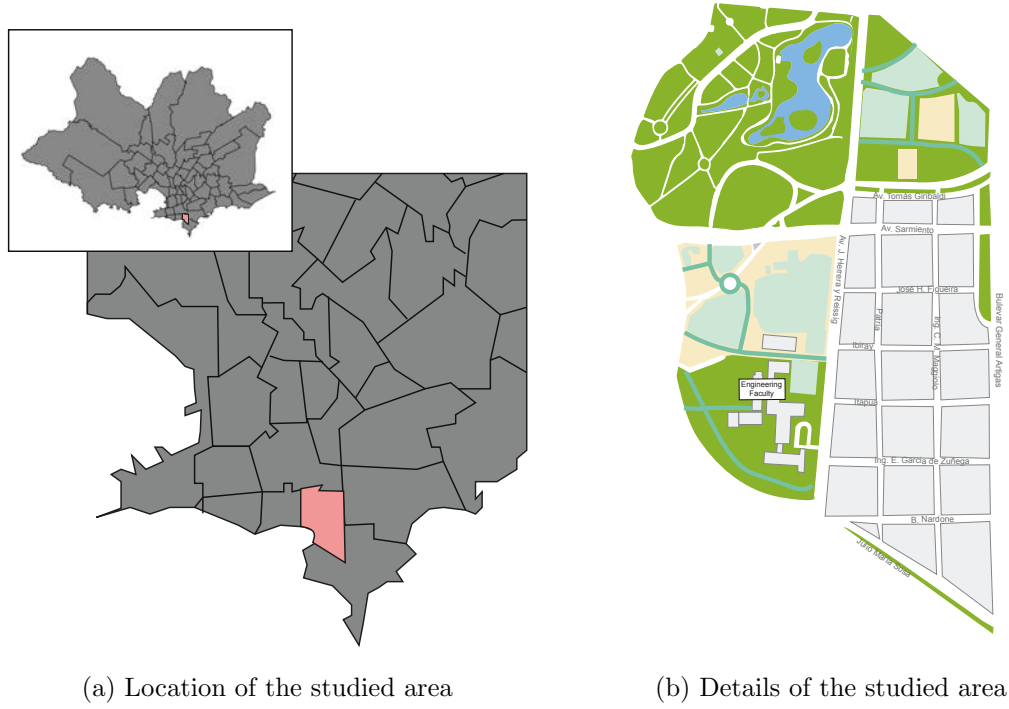 Av. Tomás Giribaldi
Av. Sarmiento
Av. J. Herrera y Reissig
José H. Figueira
Bulevar General Artigas
Patria
Ing. C. M. Maggiolo
Ibiray
Engineering
Faculty
Itapúa
Ing. E. García de Zúñega
B. Nardone
Julio María Sosa
(a) Location of the studied area
(b) Details of the studied area